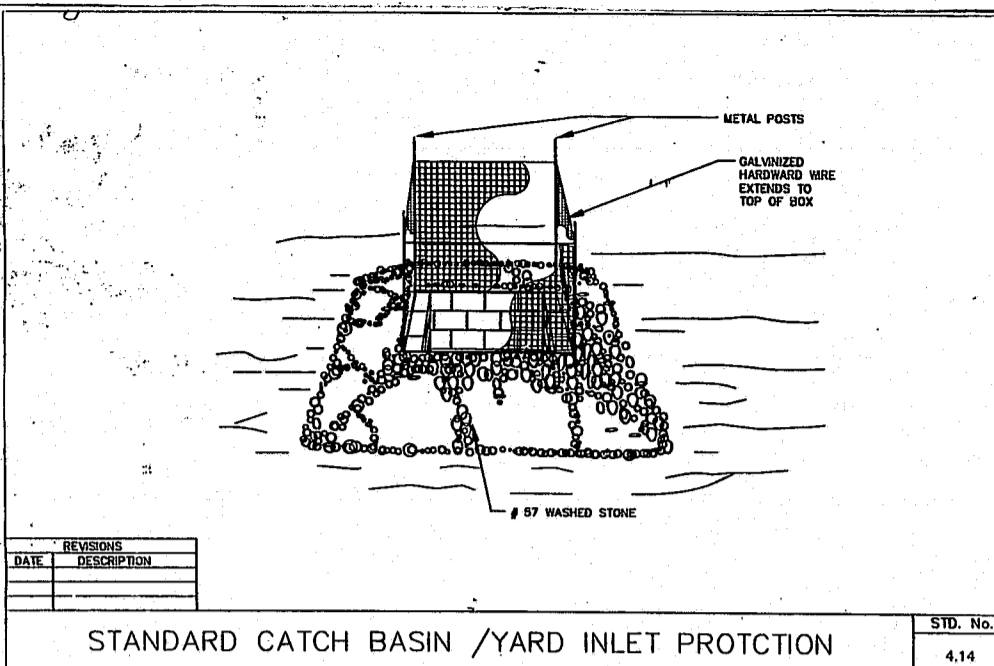 METAL POSTS
GALVINIZED
HARDWARD WIRE
EXTENDS TO
TOP OF BOX
# 57 WASHED STONE
REVISIONS
DATE DESCRIPTION
STANDARD CATCH BASIN /YARD INLET PROTCTION
STD. No.
4.14